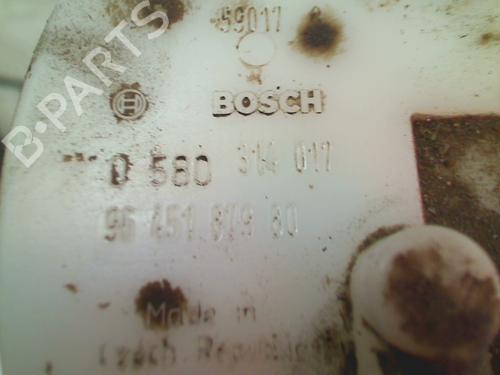 B-PARTS
59017
BOSCH
0 580 314 017
96 451 879 80
Made in
Czech Republic